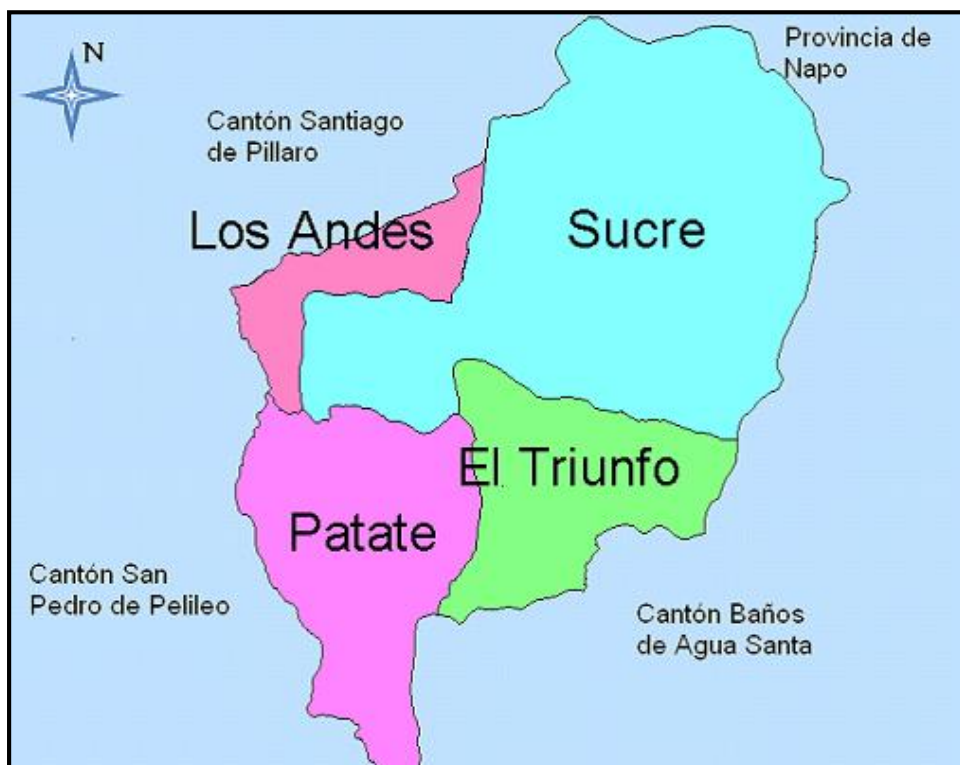 N
Provincia de
Napo
Cantón Santiago
de Pillaro
Los Andes
Sucre
El Triunfo
Patate
Cantón San
Pedro de Pelileo
Cantón Baños
de Agua Santa